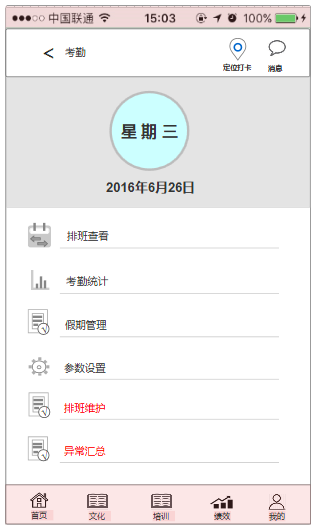 中国联通 15:03 100%
< 考勤
定位打卡 消息
星期三
2016年6月26日
排班查看
考勤统计
假期管理
参数设置
排班维护
异常汇总
首页 文化 培训 绩效 我的